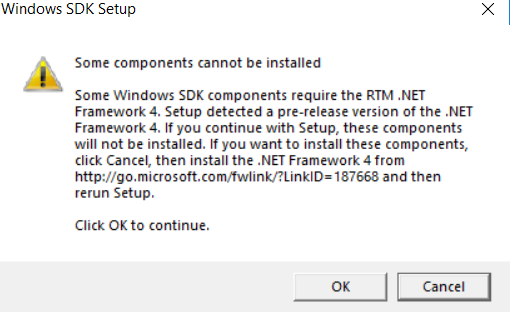 Windows SDK Setup
Some components cannot be installed
Some Windows SDK components require the RTM .NET
Framework 4. Setup detected a pre-release version of the .NET
Framework 4. If you continue with Setup, these components
will not be installed. If you want to install these components,
click Cancel, then install the .NET Framework 4 from
http://go.microsoft.com/fwlink/?LinkID=187668 and then
rerun Setup.
Click OK to continue.
OK
Cancel